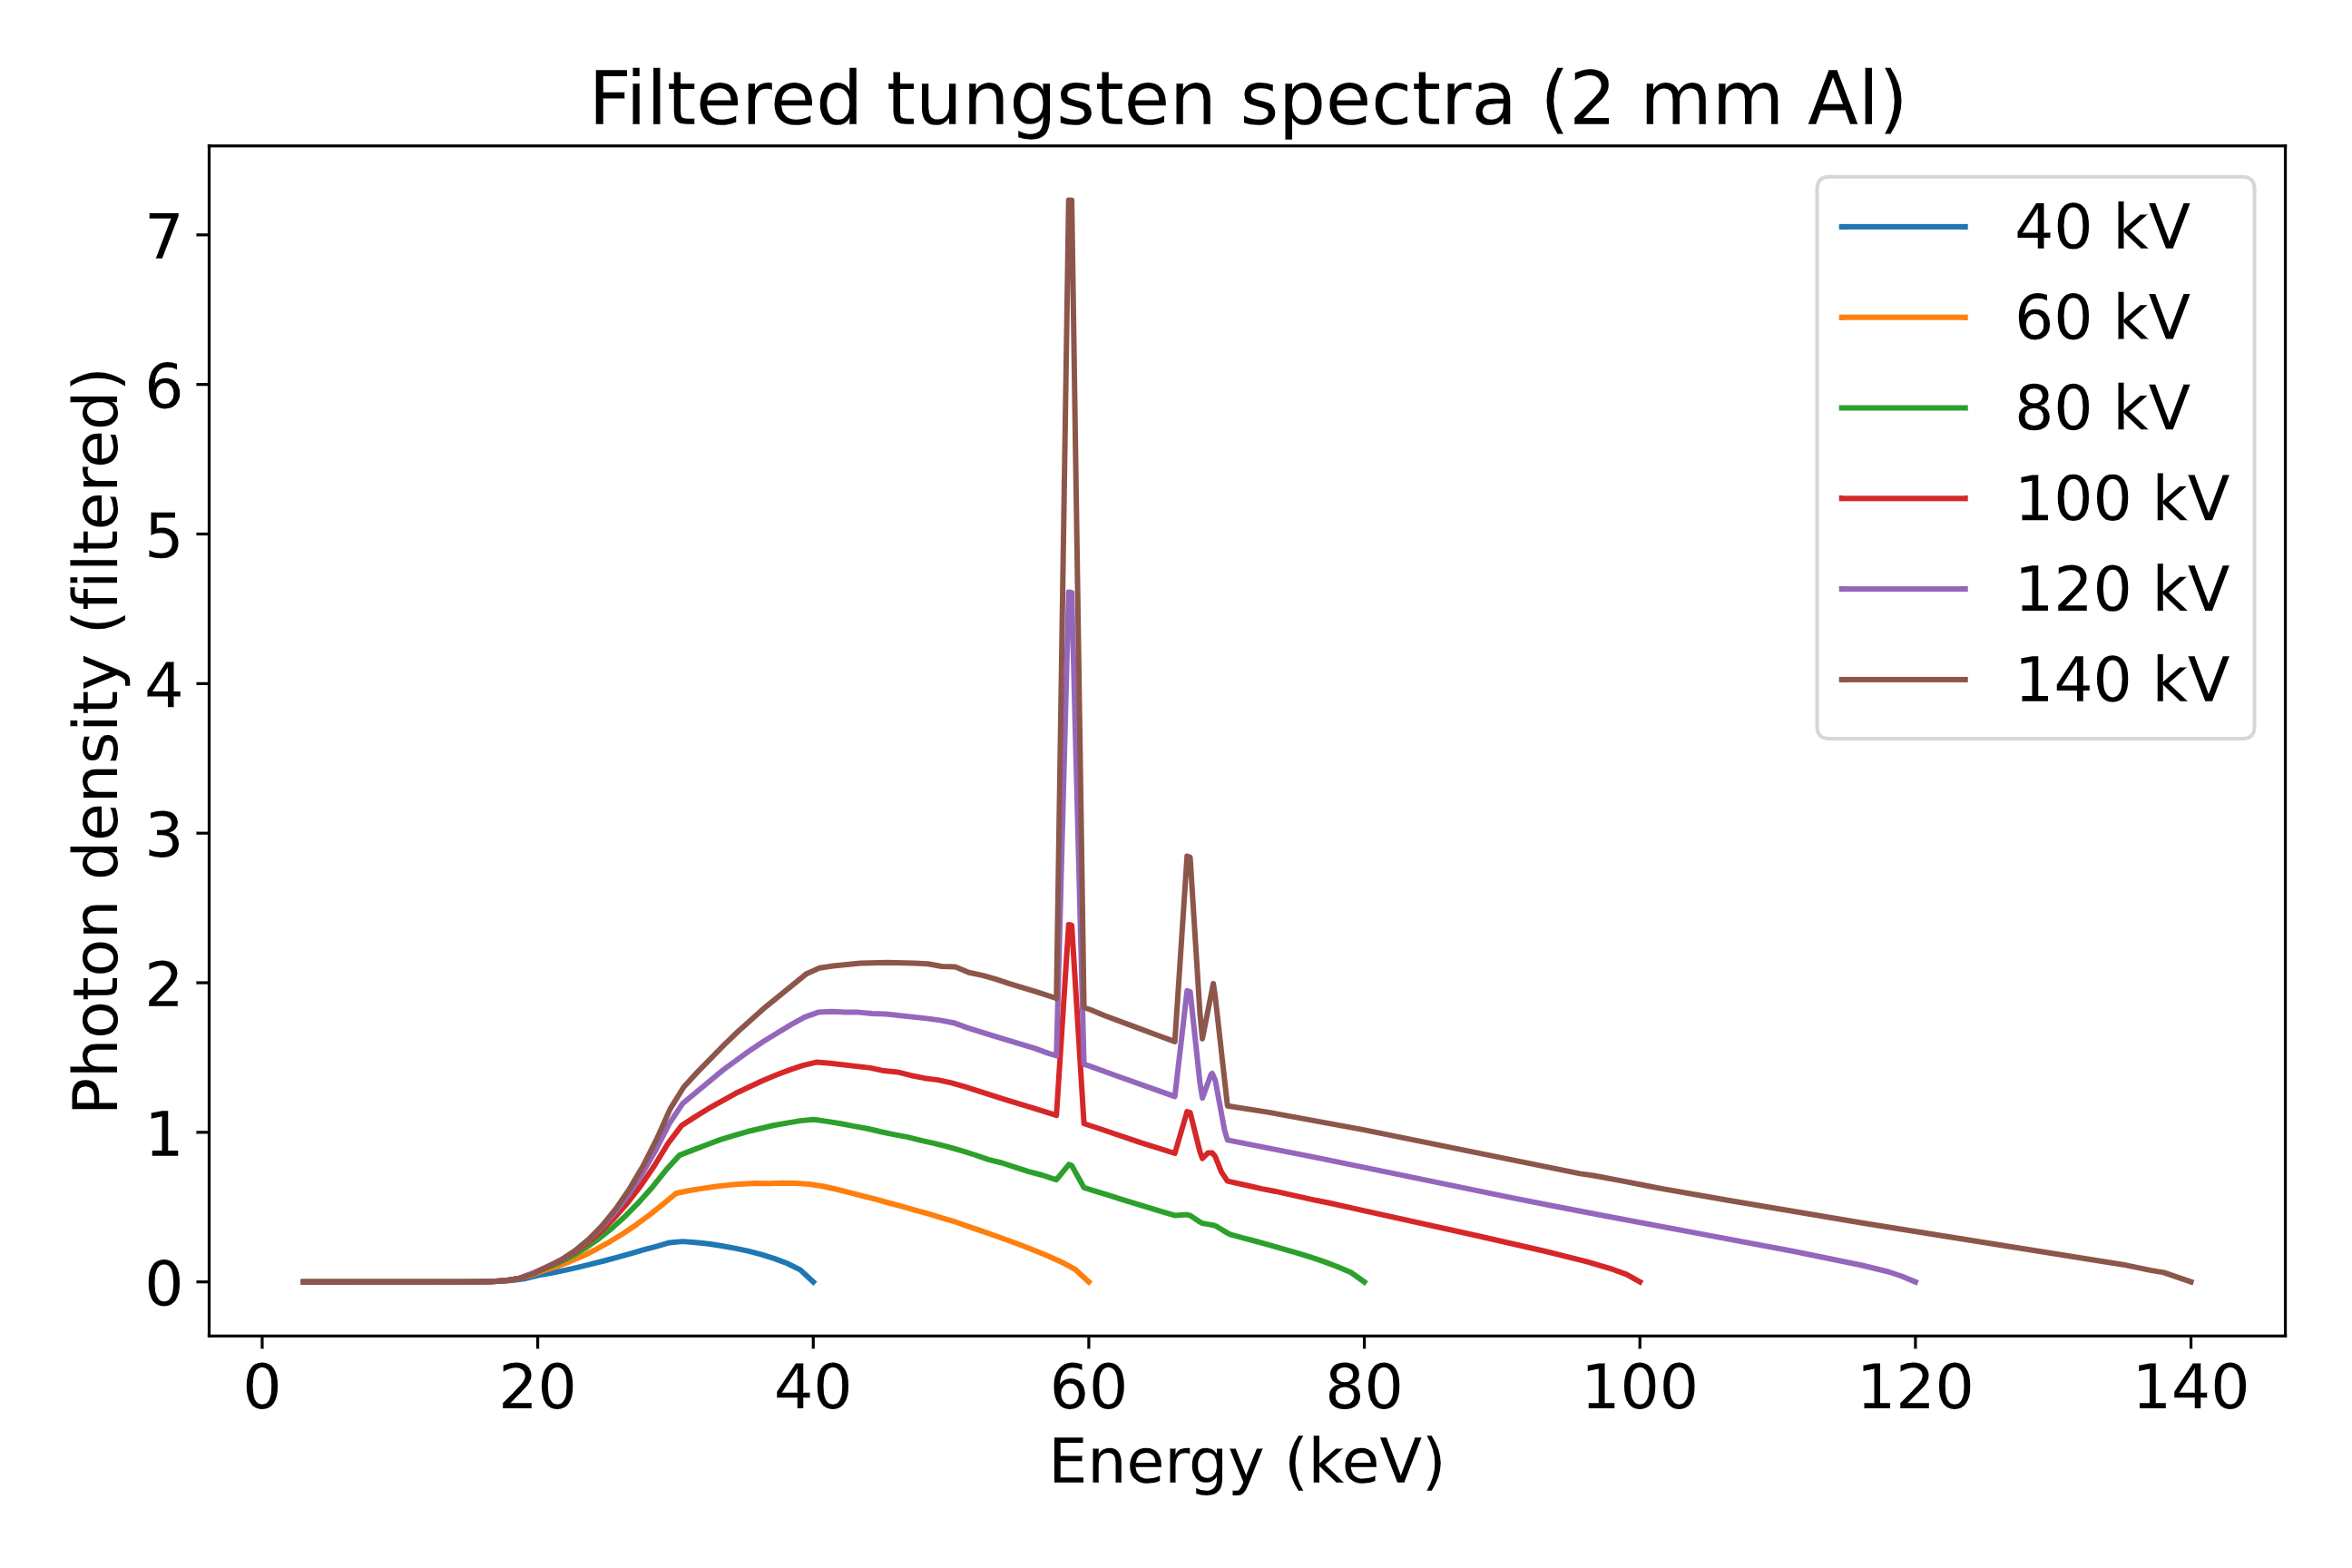 Filtered tungsten spectra (2 mm Al)
40 kV
60 kV
80 kV
100 kV
120 kV
140 kV
Photon density (filtered)
7
6
5
4
3
2
1
0
0 20 40 60 80 100 120 140
Energy (keV)